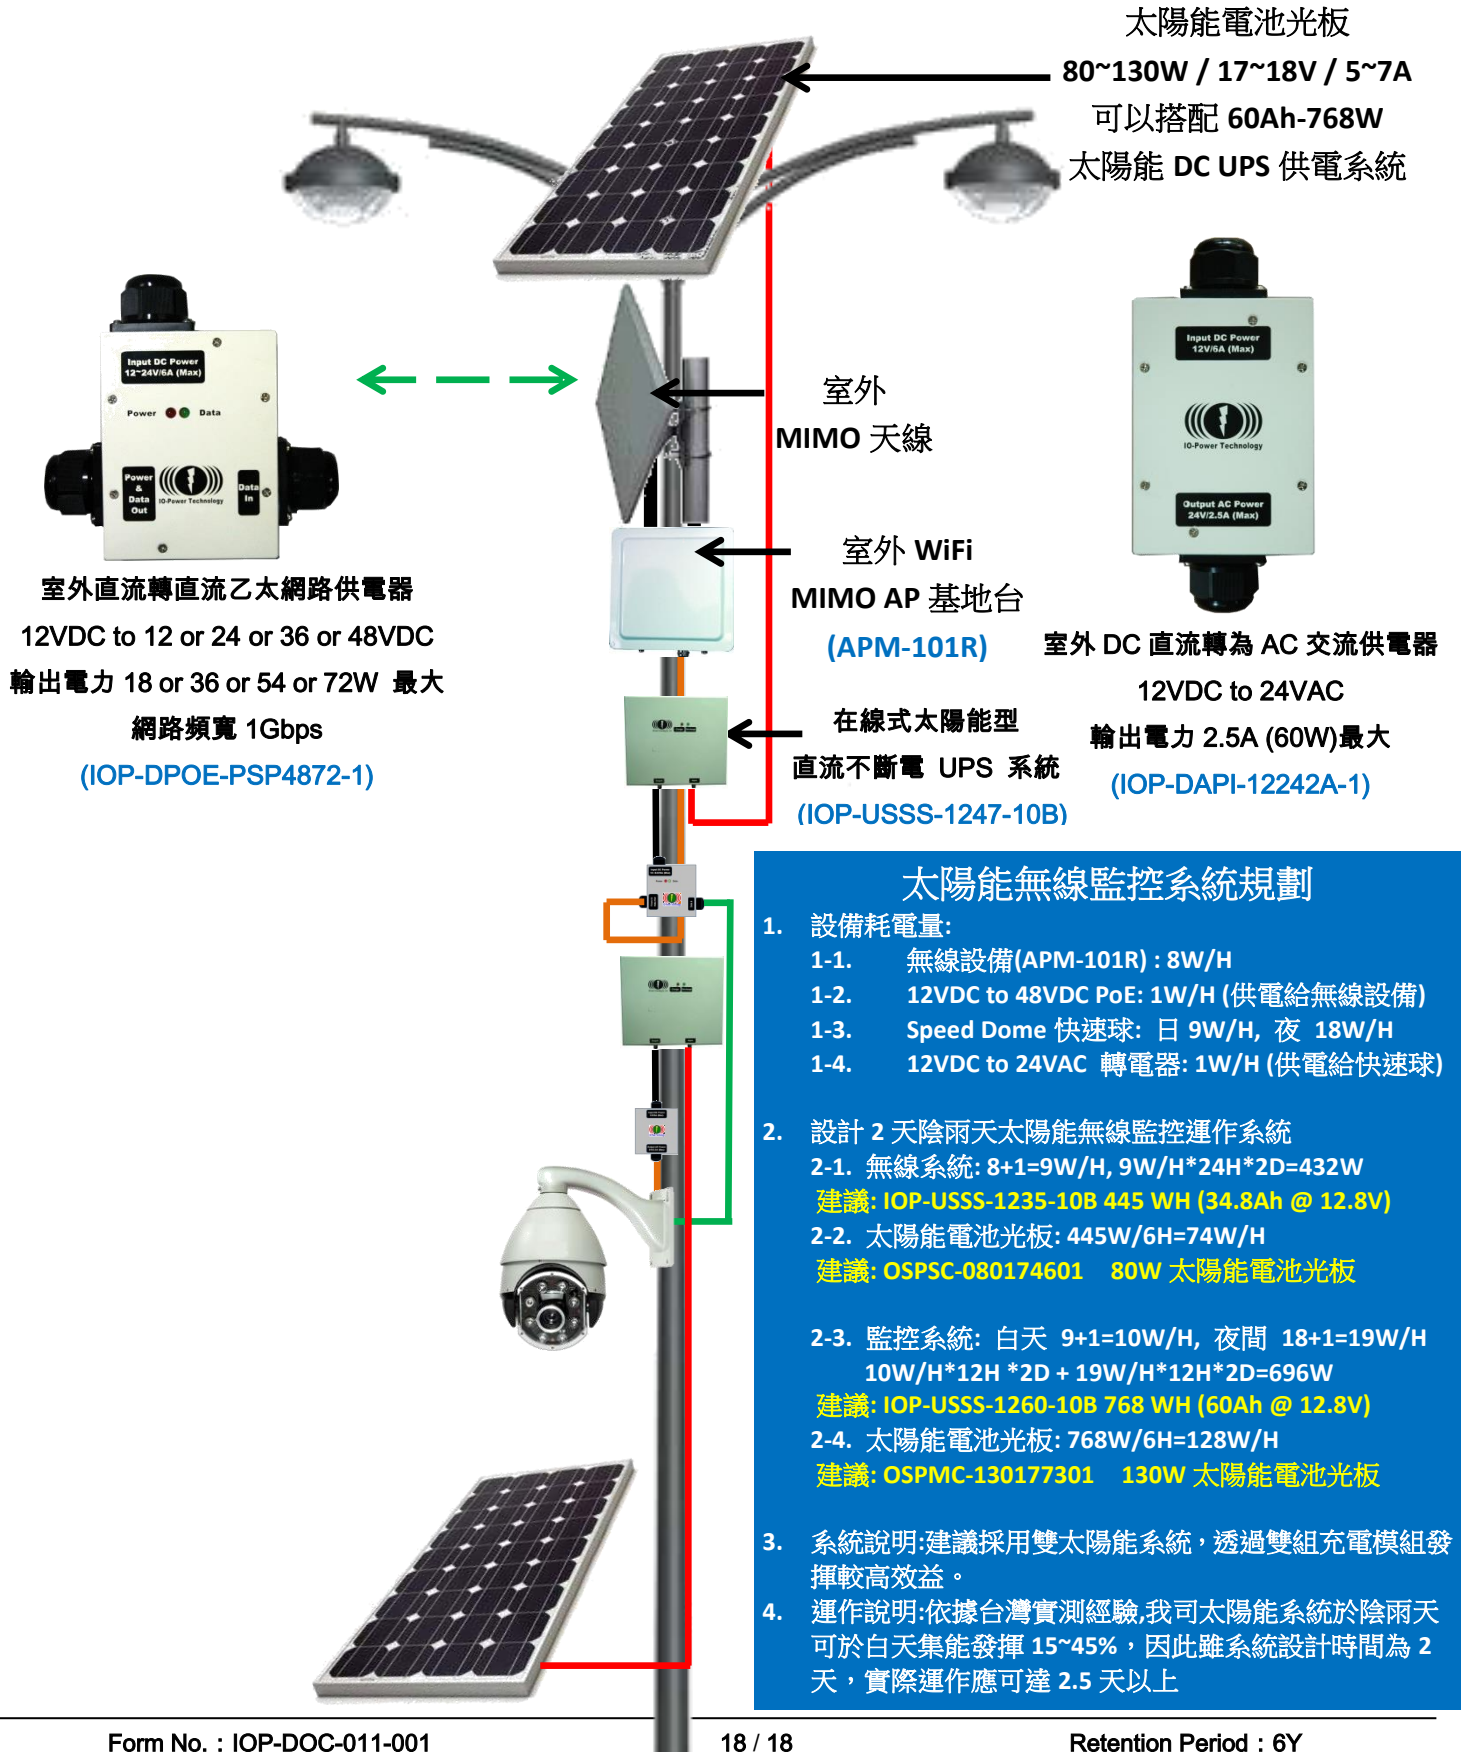 太陽能電池光板
80~130W / 17~18V / 5~7A
可以搭配 60Ah-768W
太陽能 DC UPS 供電系統
Input DC Power
12~24V/6A (Max)
Power Data
Power
&
Data
Out
IO-Power Technology
Data
In
室外直流轉直流乙太網路供電器
12VDC to 12 or 24 or 36 or 48VDC
輸出電力 18 or 36 or 54 or 72W 最大
網路頻寬 1Gbps
(IOP-DPOE-PSP4872-1)
室外
MIMO 天線
室外 WiFi
MIMO AP 基地台
(APM-101R)
在線式太陽能型
直流不斷電 UPS 系統
(IOP-USSS-1247-10B)
Input DC Power
12V/6A (Max)
IO-Power Technology
Output AC Power
24V/2.5A (Max)
室外 DC 直流轉為 AC 交流供電器
12VDC to 24VAC
輸出電力 2.5A (60W)最大
(IOP-DAPI-12242A-1)
太陽能無線監控系統規劃
1. 設備耗電量:
1-1. 無線設備(APM-101R) : 8W/H
1-2. 12VDC to 48VDC PoE: 1W/H (供電給無線設備)
1-3. Speed Dome 快速球: 日 9W/H, 夜 18W/H
1-4. 12VDC to 24VAC 轉電器: 1W/H (供電給快速球)
2. 設計 2 天陰雨天太陽能無線監控運作系統
2-1. 無線系統: 8+1=9W/H, 9W/H*24H*2D=432W
建議: IOP-USSS-1235-10B 445 WH (34.8Ah @ 12.8V)
2-2. 太陽能電池光板: 445W/6H=74W/H
建議: OSPSC-080174601 80W 太陽能電池光板
2-3. 監控系統: 白天 9+1=10W/H, 夜間 18+1=19W/H
10W/H*12H *2D + 19W/H*12H*2D=696W
建議: IOP-USSS-1260-10B 768 WH (60Ah @ 12.8V)
2-4. 太陽能電池光板: 768W/6H=128W/H
建議: OSPMC-130177301 130W 太陽能電池光板
3. 系統說明:建議採用雙太陽能系統，透過雙組充電模組發
揮較高效益。
4. 運作說明:依據台灣實測經驗,我司太陽能系統於陰雨天
可於白天集能發揮 15~45%，因此雖系統設計時間為 2
天，實際運作應可達 2.5 天以上
Form No.：IOP-DOC-011-001 18 / 18 Retention Period：6Y